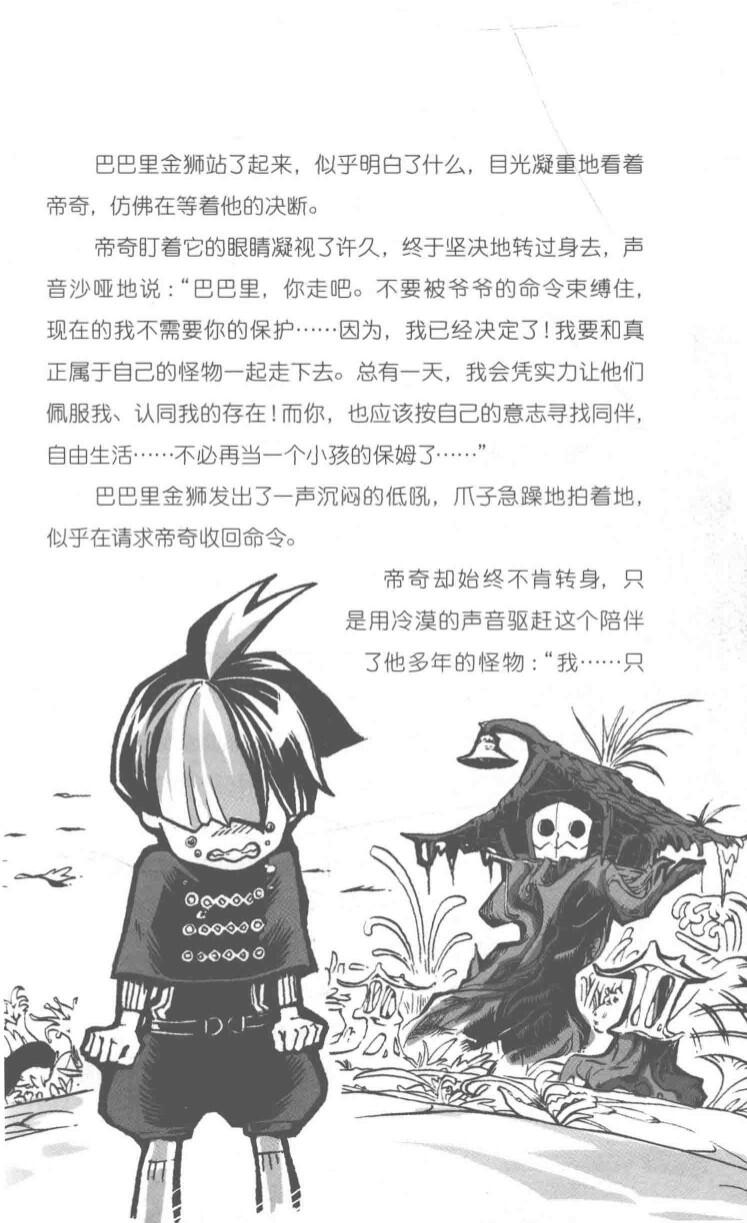 巴巴里金狮站了起来，似乎明白了什么，目光凝重地看着
帝奇，仿佛在等着他的决断。
帝奇盯着它的眼睛凝视了许久，终于坚决地转过身去，声
音沙哑地说：“巴巴里，你走吧。不要被爷爷的命令束缚住，
现在的我不需要你的保护……因为，我已经决定了！我要和真
正属于自己的怪物一起走下去。总有一天，我会凭实力让他们
佩服我、认同我的存在！而你，也应该按自己的意志寻找同伴，
自由生活……不必再当一个小孩的保姆了……”
巴巴里金狮发出了一声沉闷的低吼，爪子急躁地拍着地，
似乎在请求帝奇收回命令。
帝奇却始终不肯转身，只
是用冷漠的声音驱赶这个陪伴
了他多年的怪物：“我……只